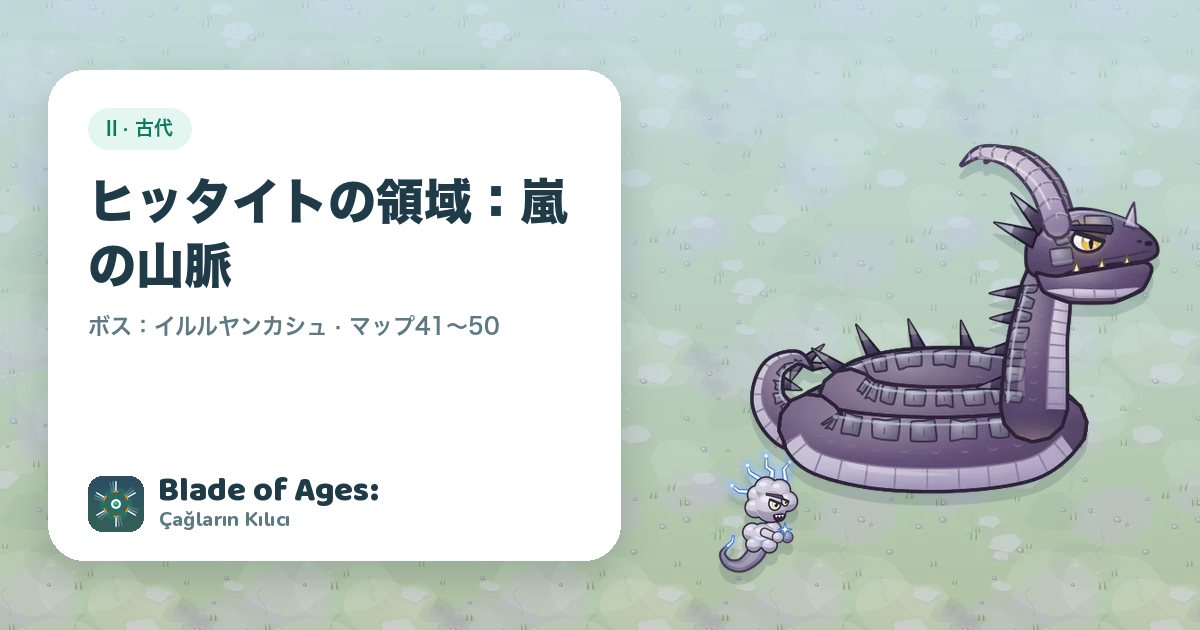 II · 古代
ヒッタイトの領域：嵐
の山脈
ボス：イルルヤンカシュ · マップ41〜50
Blade of Ages:
Çağların Kılıcı